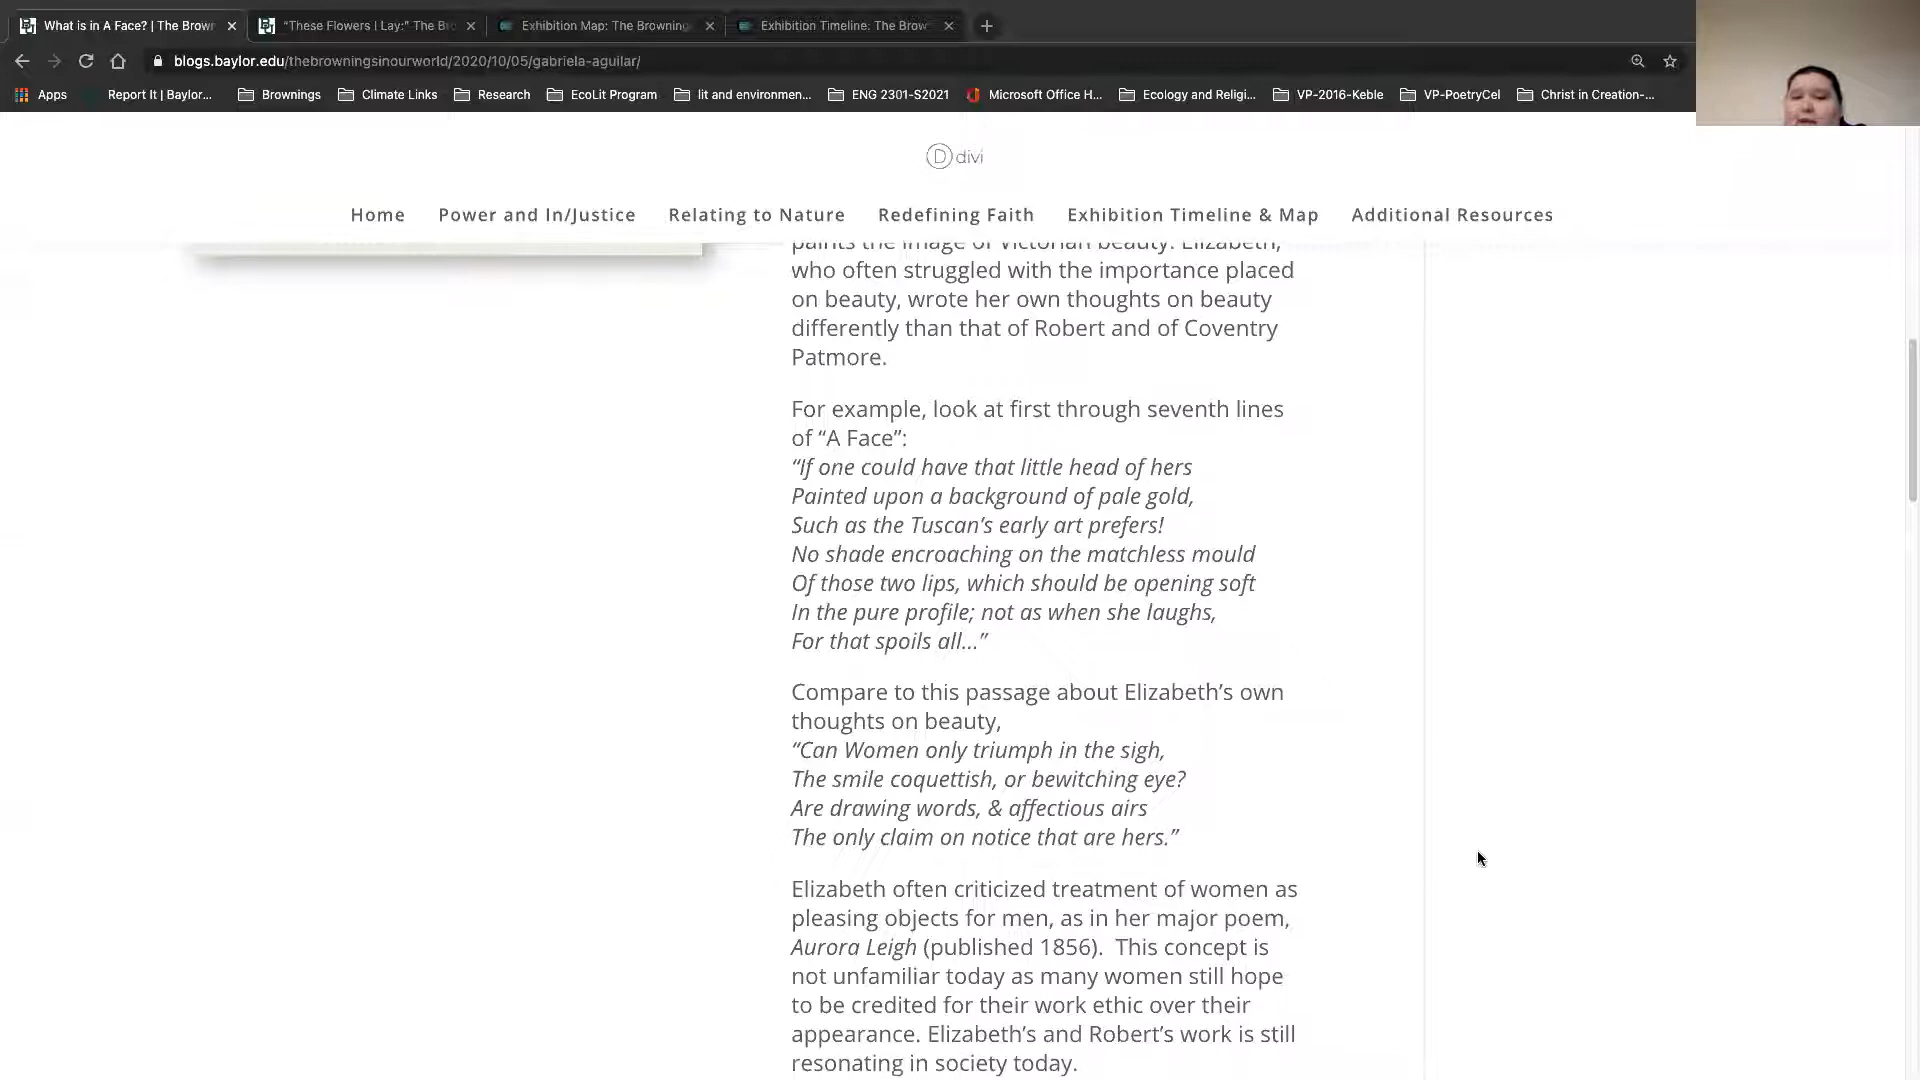 What is in A Face? | The Brown
"These Flowers I Lay:" The Br
Exhibition Map: The Browning
Exhibition Timeline: The Brow
blogs.baylor.edu/thebrowningsinourworld/2020/10/05/gabriela-aguilar/
Apps
Report It | Baylor...
Brownings
Climate Links
Research
EcoLit Program
lit and environmen...
ENG 2301-S2021
Microsoft Office H...
Ecology and Religi...
VP-2016-Keble
VP-PoetryCel
Christ in Creation-...
D divi
Home
Power and In/Justice
Relating to Nature
Redefining Faith
Exhibition Timeline & Map
Additional Resources
paints the image of Victorian beauty. Elizabeth,
who often struggled with the importance placed
on beauty, wrote her own thoughts on beauty
differently than that of Robert and of Coventry
Patmore.
For example, look at first through seventh lines
of “A Face”:
“If one could have that little head of hers
Painted upon a background of pale gold,
Such as the Tuscan’s early art prefers!
No shade encroaching on the matchless mould
Of those two lips, which should be opening soft
In the pure profile; not as when she laughs,
For that spoils all...”
Compare to this passage about Elizabeth’s own
thoughts on beauty,
“Can Women only triumph in the sigh,
The smile coquettish, or bewitching eye?
Are drawing words, & affectious airs
The only claim on notice that are hers.”
Elizabeth often criticized treatment of women as
pleasing objects for men, as in her major poem,
Aurora Leigh (published 1856).  This concept is
not unfamiliar today as many women still hope
to be credited for their work ethic over their
appearance. Elizabeth’s and Robert’s work is still
resonating in society today.